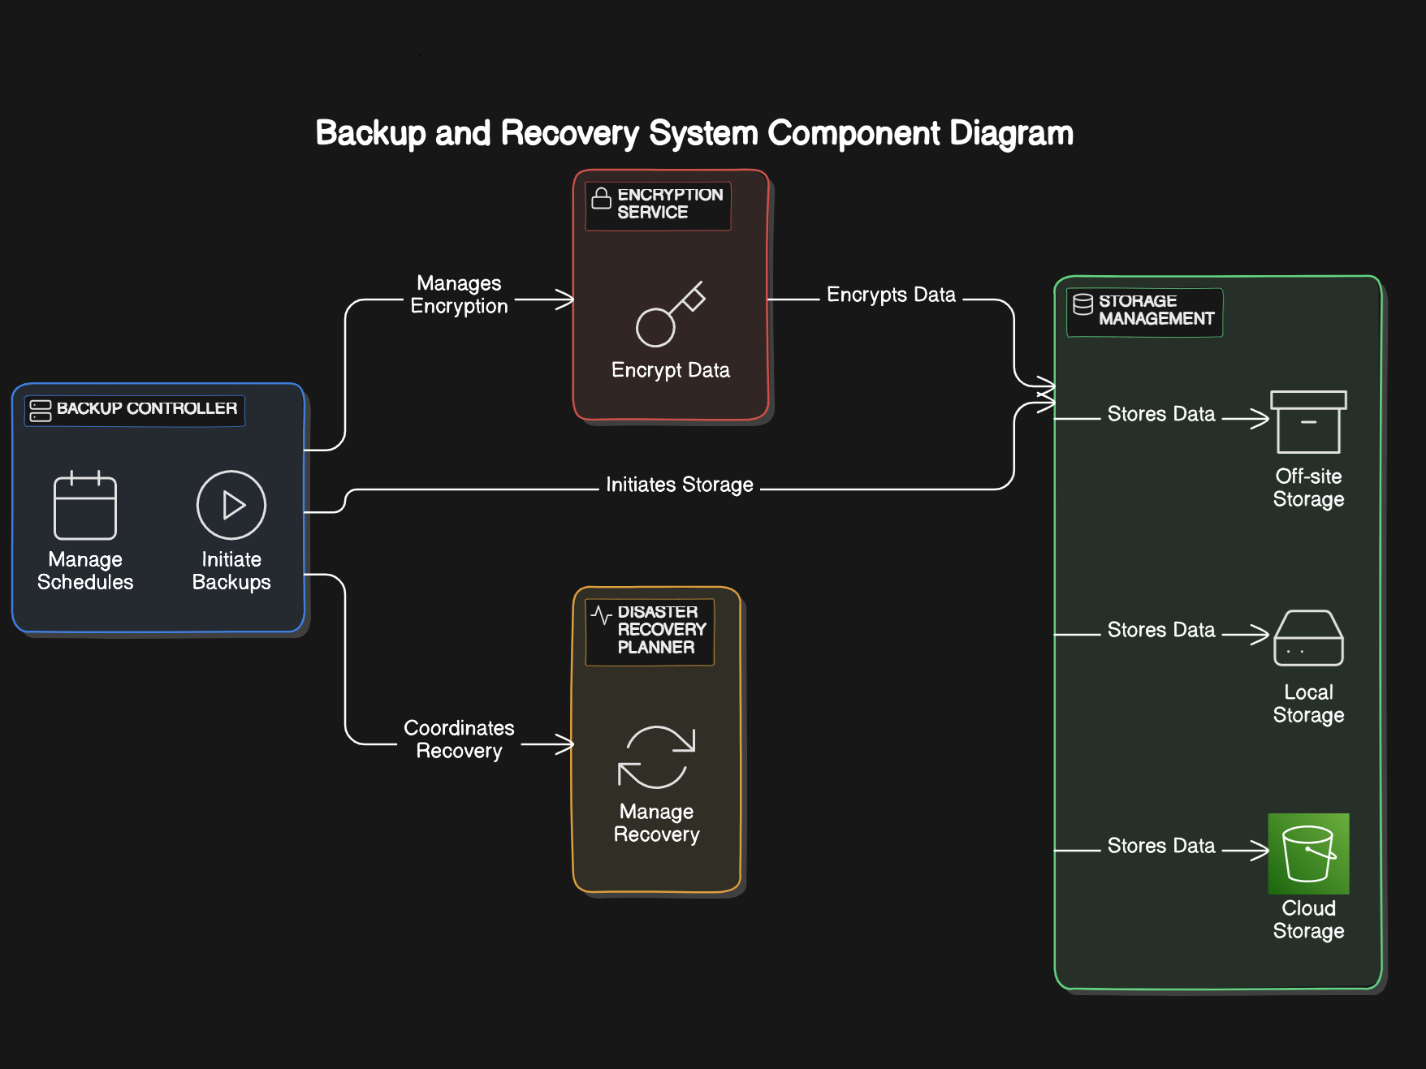 Backup and Recovery System Component Diagram
ENCRYPTION
SERVICE
Encrypt Data
Manages
Encryption
Encrypts Data
STORAGE
MANAGEMENT
Stores Data
Off-site
Storage
Stores Data
Local
Storage
Stores Data
Cloud
Storage
BACKUP CONTROLLER
Manage
Schedules
Initiate
Backups
Initiates Storage
Coordinates
Recovery
DISASTER
RECOVERY
PLANNER
Manage
Recovery